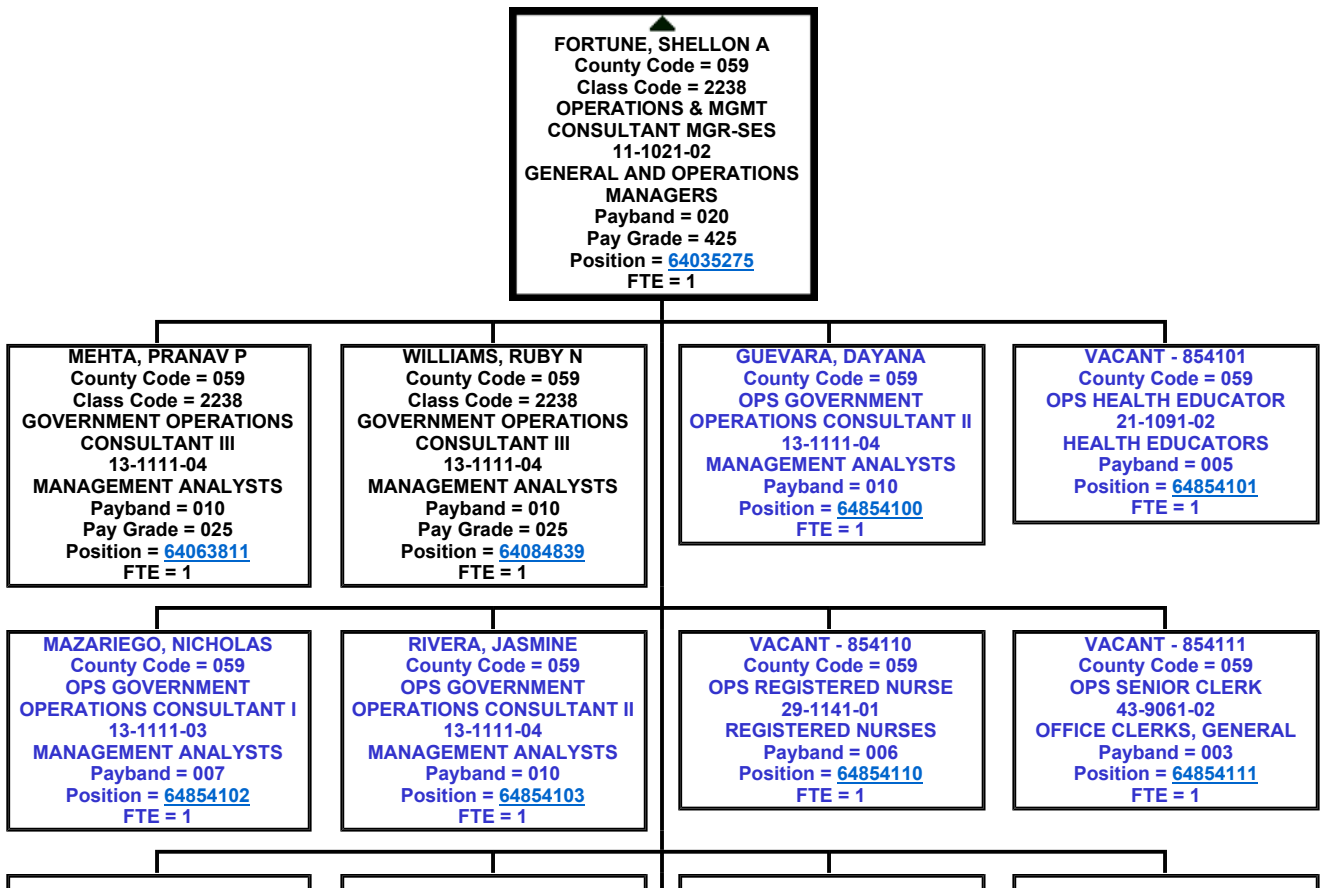 FORTUNE, SHELLON A
County Code = 059
Class Code = 2238
OPERATIONS & MGMT
CONSULTANT MGR-SES
11-1021-02
GENERAL AND OPERATIONS
MANAGERS
Payband = 020
Pay Grade = 425
Position = 64035275
FTE = 1
MEHTA, PRANAV P
County Code = 059
Class Code = 2238
GOVERNMENT OPERATIONS
CONSULTANT III
13-1111-04
MANAGEMENT ANALYSTS
Payband = 010
Pay Grade = 025
Position = 64063811
FTE = 1
WILLIAMS, RUBY N
County Code = 059
Class Code = 2238
GOVERNMENT OPERATIONS
CONSULTANT III
13-1111-04
MANAGEMENT ANALYSTS
Payband = 010
Pay Grade = 025
Position = 64084839
FTE = 1
GUEVARA, DAYANA
County Code = 059
OPS GOVERNMENT
OPERATIONS CONSULTANT II
13-1111-04
MANAGEMENT ANALYSTS
Payband = 010
Position = 64854100
FTE = 1
VACANT - 854101
County Code = 059
OPS HEALTH EDUCATOR
21-1091-02
HEALTH EDUCATORS
Payband = 005
Position = 64854101
FTE = 1
MAZARIEGO, NICHOLAS
County Code = 059
OPS GOVERNMENT
OPERATIONS CONSULTANT I
13-1111-03
MANAGEMENT ANALYSTS
Payband = 007
Position = 64854102
FTE = 1
RIVERA, JASMINE
County Code = 059
OPS GOVERNMENT
OPERATIONS CONSULTANT II
13-1111-04
MANAGEMENT ANALYSTS
Payband = 010
Position = 64854103
FTE = 1
VACANT - 854110
County Code = 059
OPS REGISTERED NURSE
29-1141-01
REGISTERED NURSES
Payband = 006
Position = 64854110
FTE = 1
VACANT - 854111
County Code = 059
OPS SENIOR CLERK
43-9061-02
OFFICE CLERKS, GENERAL
Payband = 003
Position = 64854111
FTE = 1